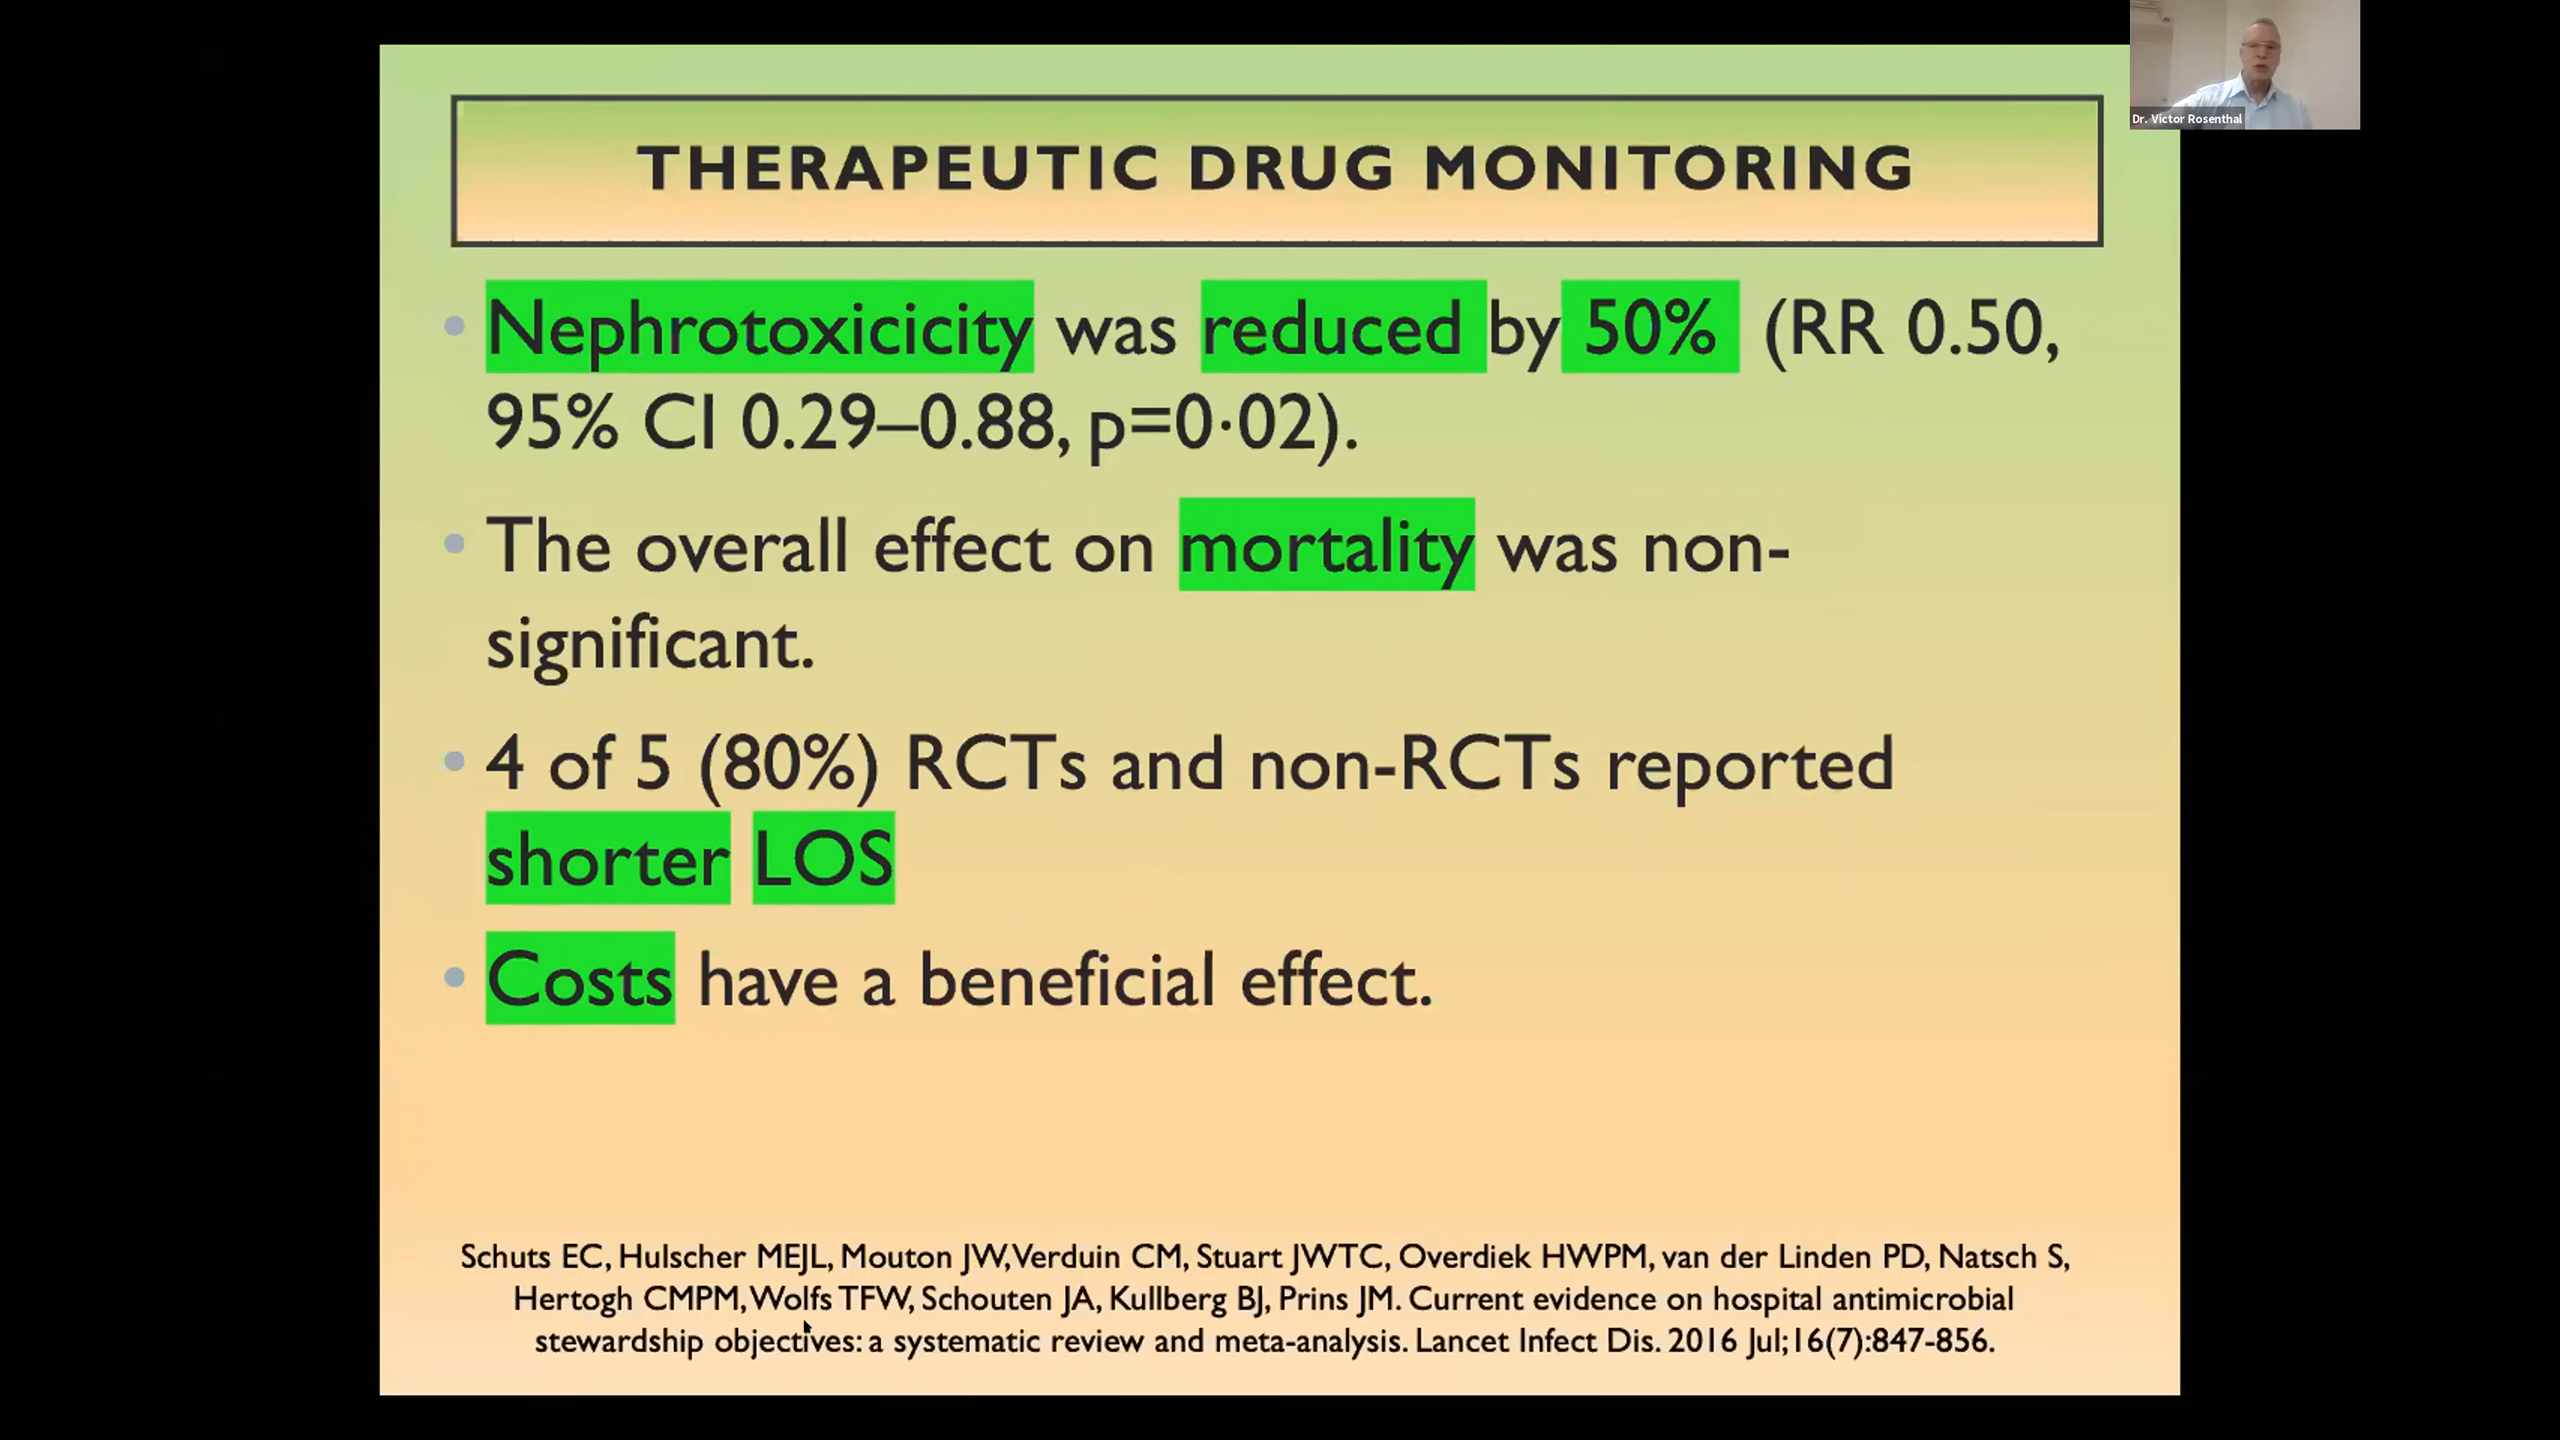 Dr. Victor Rosenthal
THERAPEUTIC DRUG MONITORING
• Nephrotoxicicity was reduced by 50% (RR 0.50,
95% CI 0.29–0.88, p=0·02).
• The overall effect on mortality was non-
significant.
• 4 of 5 (80%) RCTs and non-RCTs reported
shorter LOS
• Costs have a beneficial effect.
Schuts EC, Hulscher MEJL, Mouton JW, Verduin CM, Stuart JWTC, Overdiek HWPM, van der Linden PD, Natsch S,
Hertogh CMPM, Wolfs TFW, Schouten JA, Kullberg BJ, Prins JM. Current evidence on hospital antimicrobial
stewardship objectives: a systematic review and meta-analysis. Lancet Infect Dis. 2016 Jul;16(7):847-856.